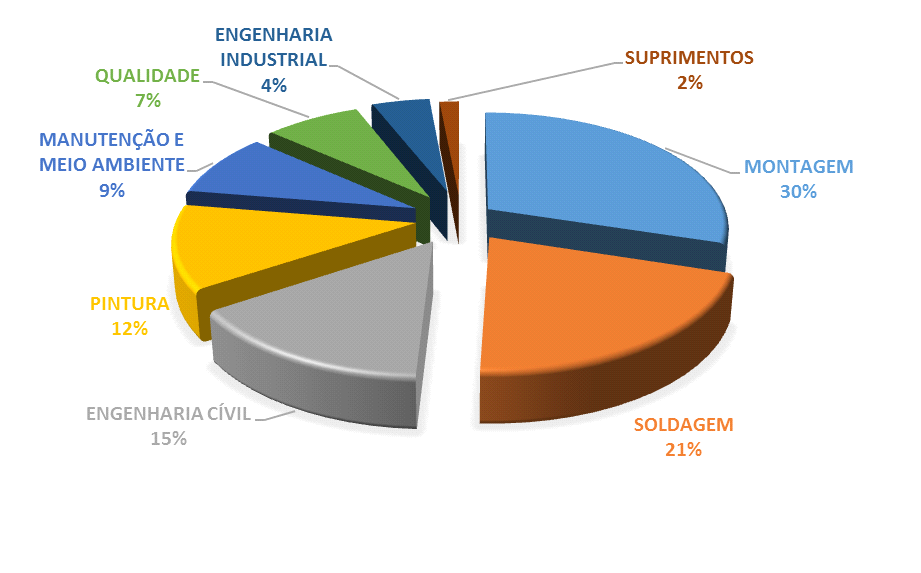 ENGENHARIA
INDUSTRIAL
4%
SUPRIMENTOS
2%
QUALIDADE
7%
MANUTENÇÃO E
MEIO AMBIENTE
9%
MONTAGEM
30%
PINTURA
12%
ENGENHARIA CÍVIL
15%
SOLDAGEM
21%